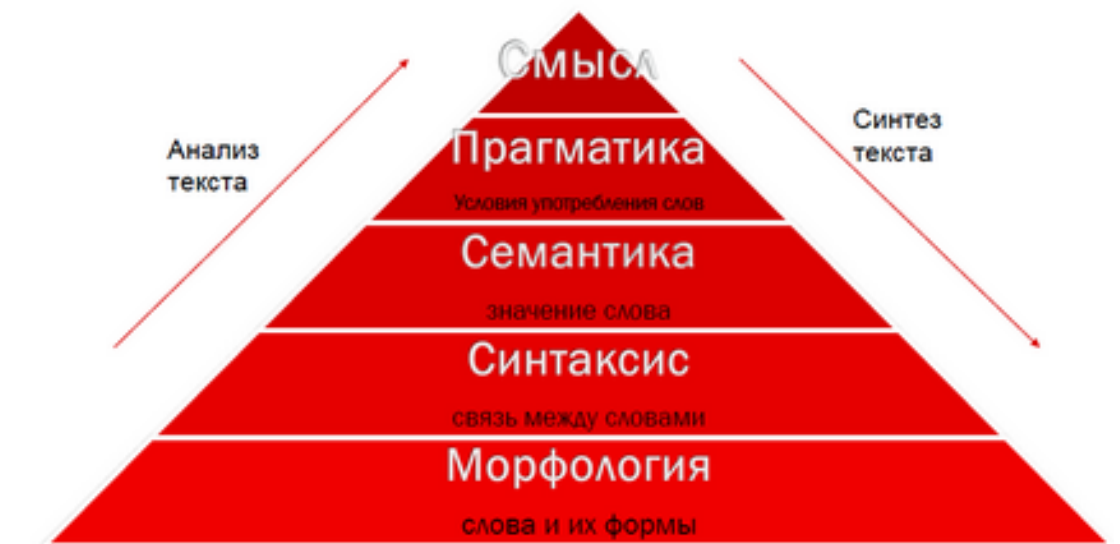 Смысл
Анализ
текста
Синтез
текста
Прагматика
Условия употребления слов
Семантика
значение слова
Синтаксис
связь между словами
Морфология
слова и их формы